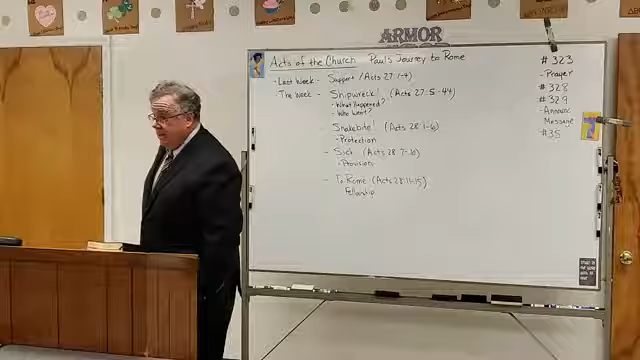 ARMOR
Acts of the Church Paul's Journey to Rome
- Last Week - Support (Acts 27:1-4)
- This Week - Shipwreck! (Acts 27:5-44)
• What Happened?
• Who Went?
- Snakebite! (Acts 28:1-6)
• Protection
- Sick (Acts 28:7-10)
• Provision
- To Rome (Acts 28:11-15)
Fellowship
#323
- Prayer
#328
#329
- Announc
Message
#35